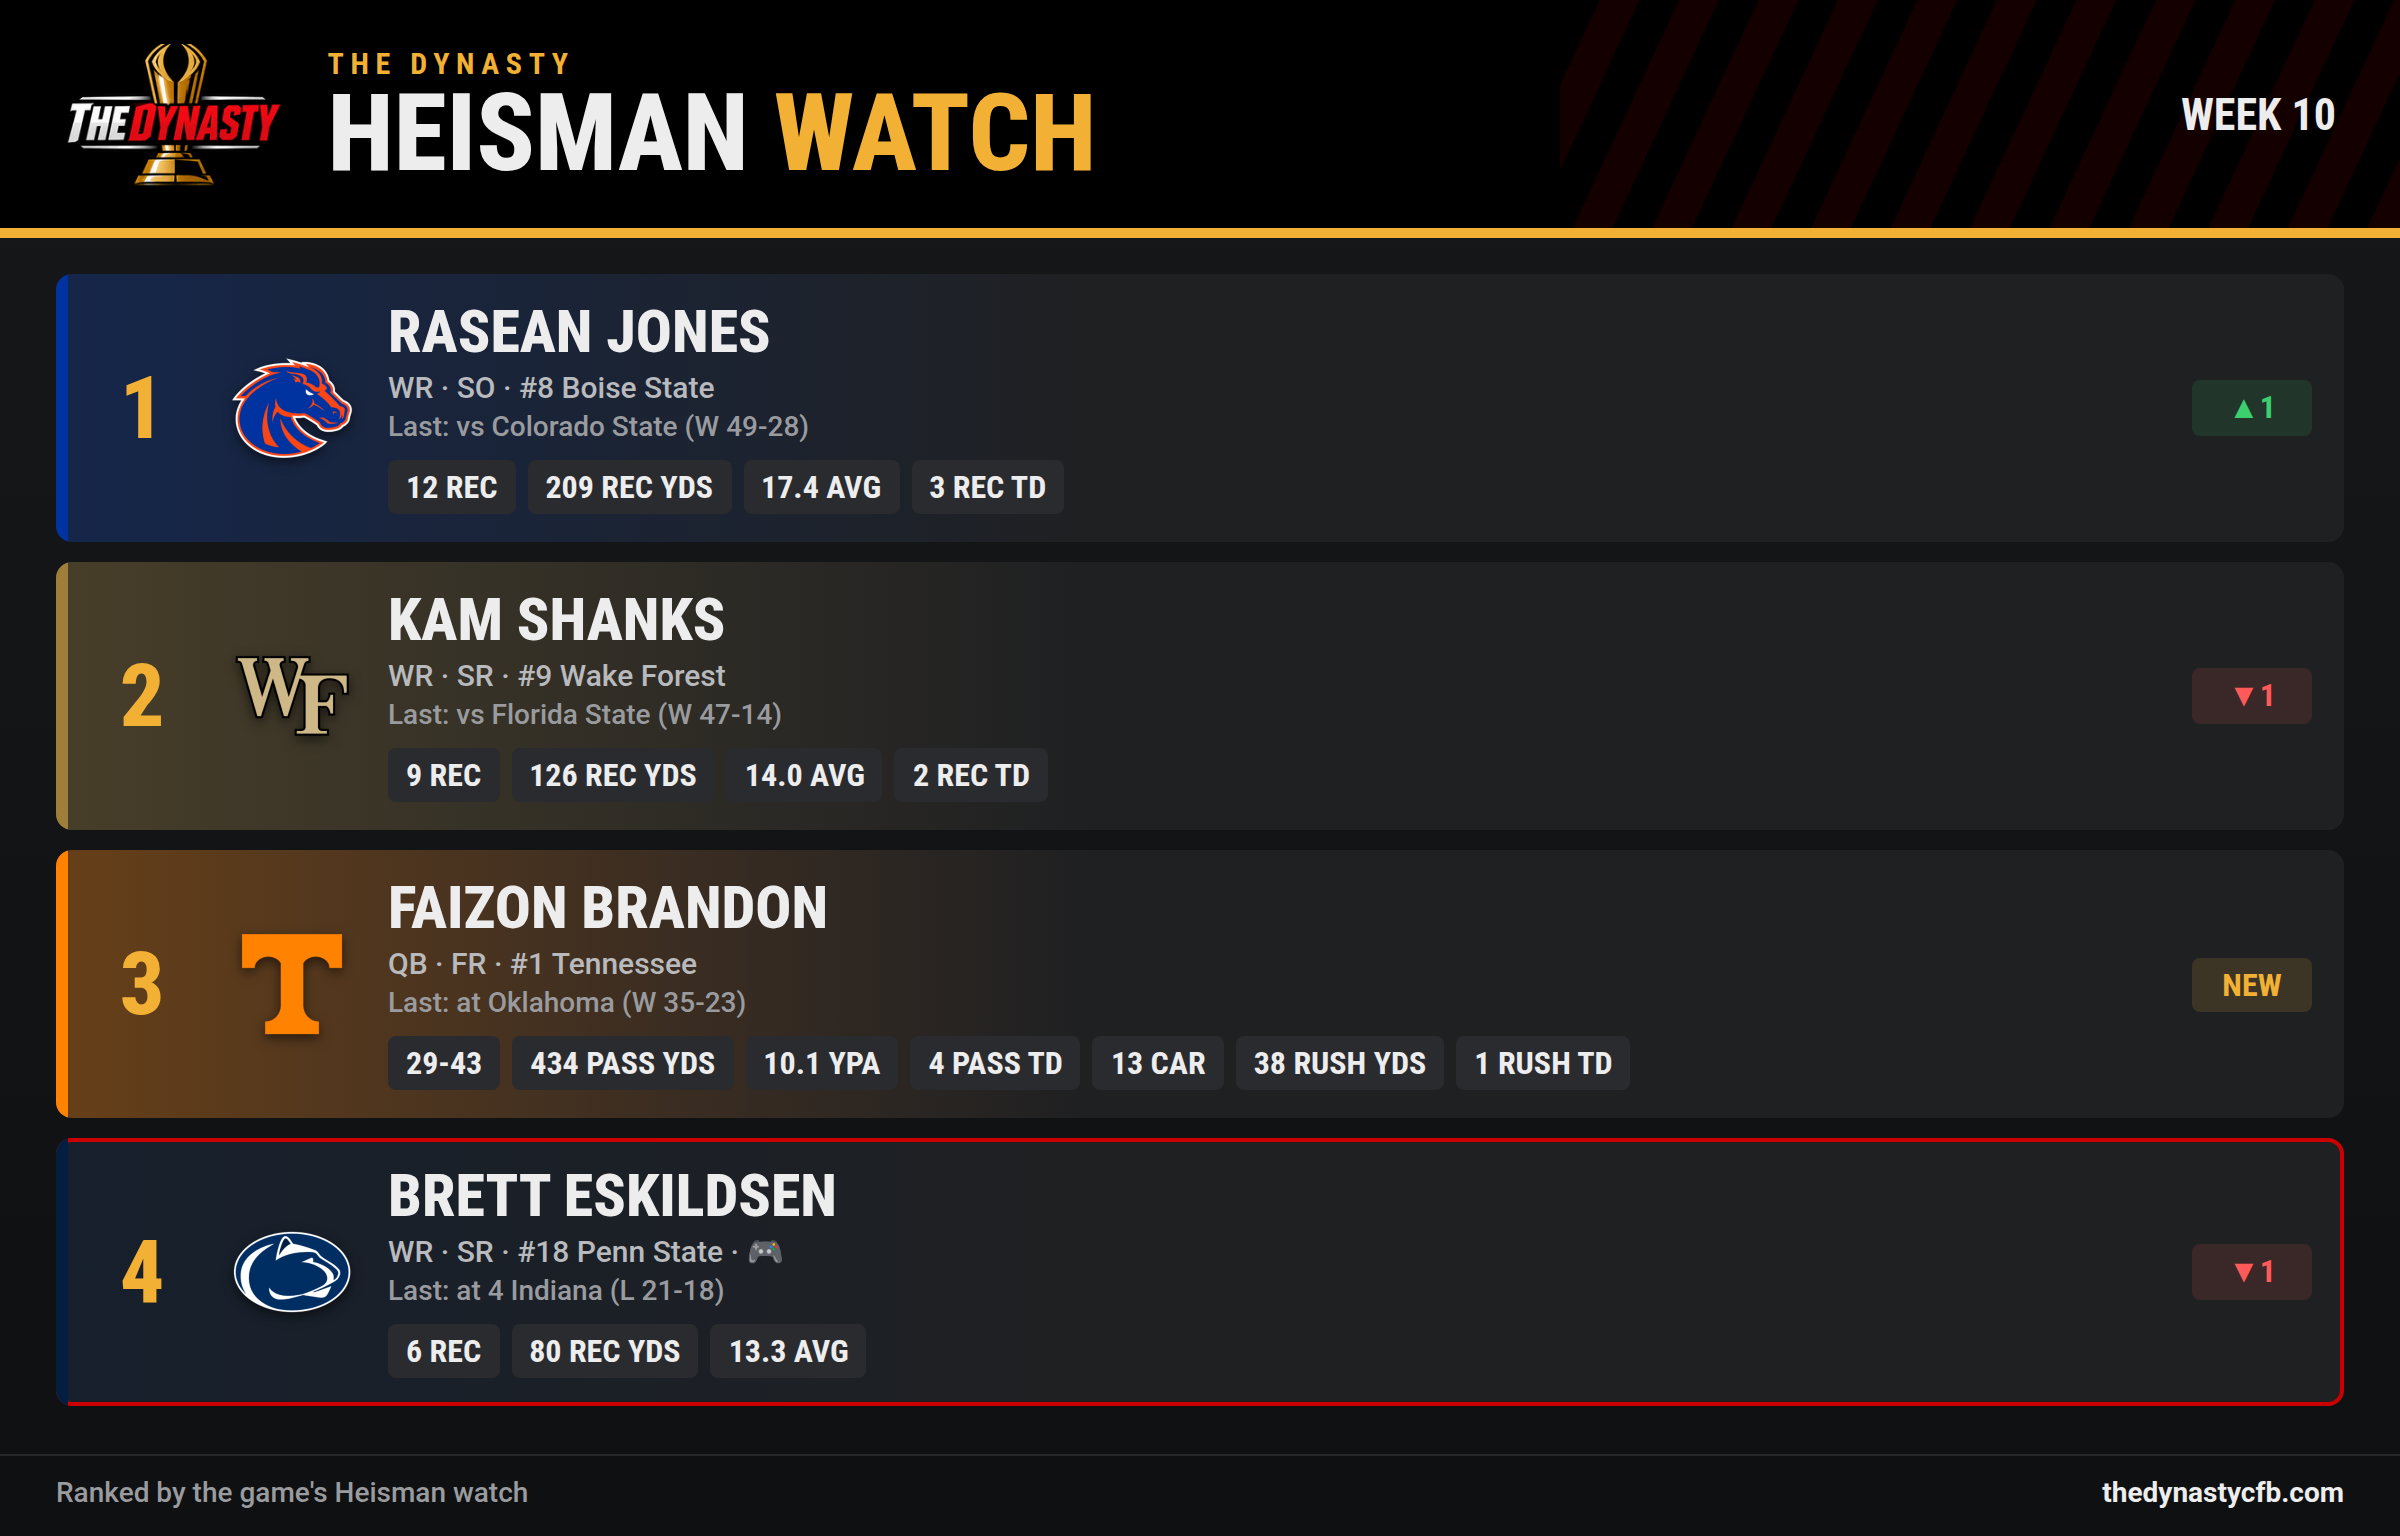 THE DYNASTY
THE DYNASTY
HEISMAN WATCH
WEEK 10
1
RASEAN JONES
WR · SO · #8 Boise State
Last: vs Colorado State (W 49-28)
12 REC 209 REC YDS 17.4 AVG 3 REC TD
▲ 1
2
WF
KAM SHANKS
WR · SR · #9 Wake Forest
Last: vs Florida State (W 47-14)
9 REC 126 REC YDS 14.0 AVG 2 REC TD
▼ 1
3
T
FAIZON BRANDON
QB · FR · #1 Tennessee
Last: at Oklahoma (W 35-23)
29-43 434 PASS YDS 10.1 YPA 4 PASS TD 13 CAR 38 RUSH YDS 1 RUSH TD
NEW
4
BRETT ESKILDSEN
WR · SR · #18 Penn State · 🎮
Last: at 4 Indiana (L 21-18)
6 REC 80 REC YDS 13.3 AVG
▼ 1
Ranked by the game's Heisman watch
thedynastycfb.com